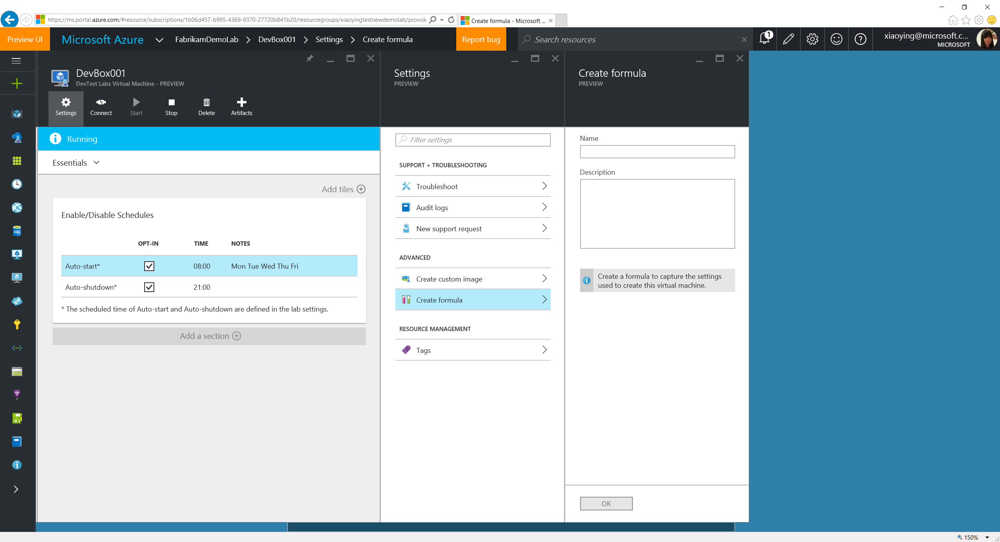 https://ms.portal.azure.com/#resource/subscriptions/1b06d457-b995-4369-9370-27720b841b20/resourcegroups/xiaoyingtestnewdemolab/provide
Create formula - Microsoft ...
Preview UI
Microsoft Azure
FabrikamDemoLab
DevBox001
Settings
Create formula
Report bug
Search resources
1
xiaoying@microsoft.c...
MICROSOFT
DevBox001
DevTest Labs Virtual Machine - PREVIEW
Settings
Connect
Start
Stop
Delete
Artifacts
Running
Essentials
Add tiles
Enable/Disable Schedules
OPT-IN TIME NOTES
Auto-start* 08:00 Mon Tue Wed Thu Fri
Auto-shutdown* 21:00
* The scheduled time of Auto-start and Auto-shutdown are defined in the lab settings.
Add a section
SQL
Settings
PREVIEW
Filter settings
SUPPORT + TROUBLESHOOTING
Troubleshoot
Audit logs
New support request
ADVANCED
Create custom image
Create formula
RESOURCE MANAGEMENT
Tags
Create formula
PREVIEW
Name
Description
Create a formula to capture the settings
used to create this virtual machine.
OK
150%